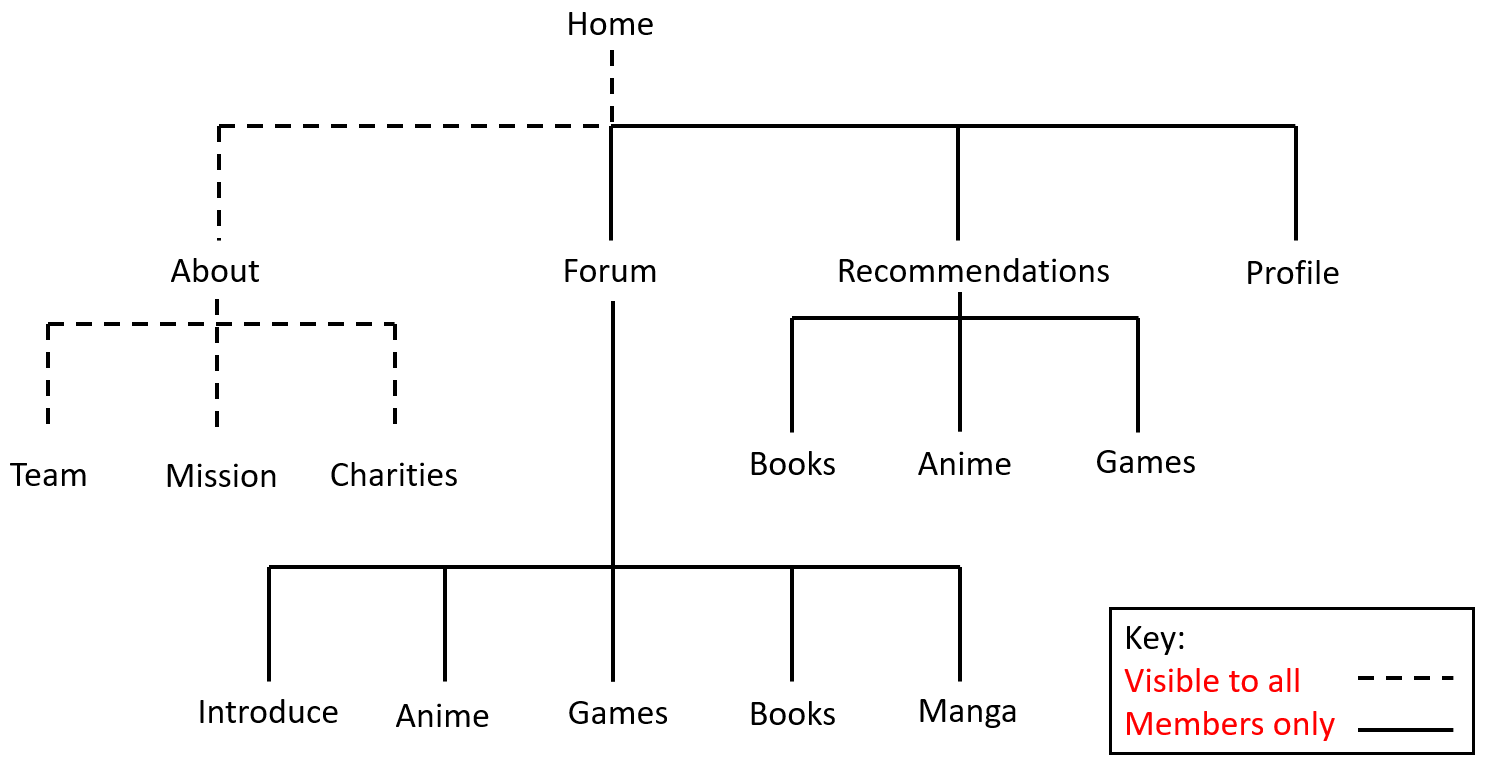 Home
About
Forum
Recommendations
Profile
Team
Mission
Charities
Books
Anime
Games
Introduce
Anime
Games
Books
Manga
Key:
Visible to all
Members only